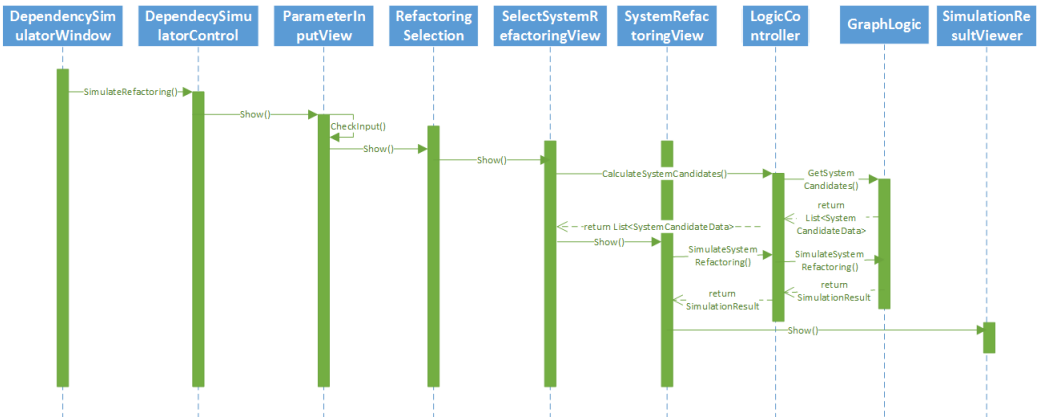 DependencySim
ulatorWindow
DependecySimu
latorControl
ParameterIn
putView
Refactoring
Selection
SelectSystemR
efactoringView
SystemRefac
toringView
LogicCo
ntroller
GraphLogic
SimulationRe
sultViewer
SimulateRefactoring()
Show()
CheckInput()
Show()
Show()
CalculateSystemCandidates()
GetSystem
Candidates()
return
List<System
CandidateData>
return List<SystemCandidateData>
Show()
SimulateSystem
Refactoring()
SimulateSystem
Refactoring()
return
SimulationResult
return
SimulationResult
Show()